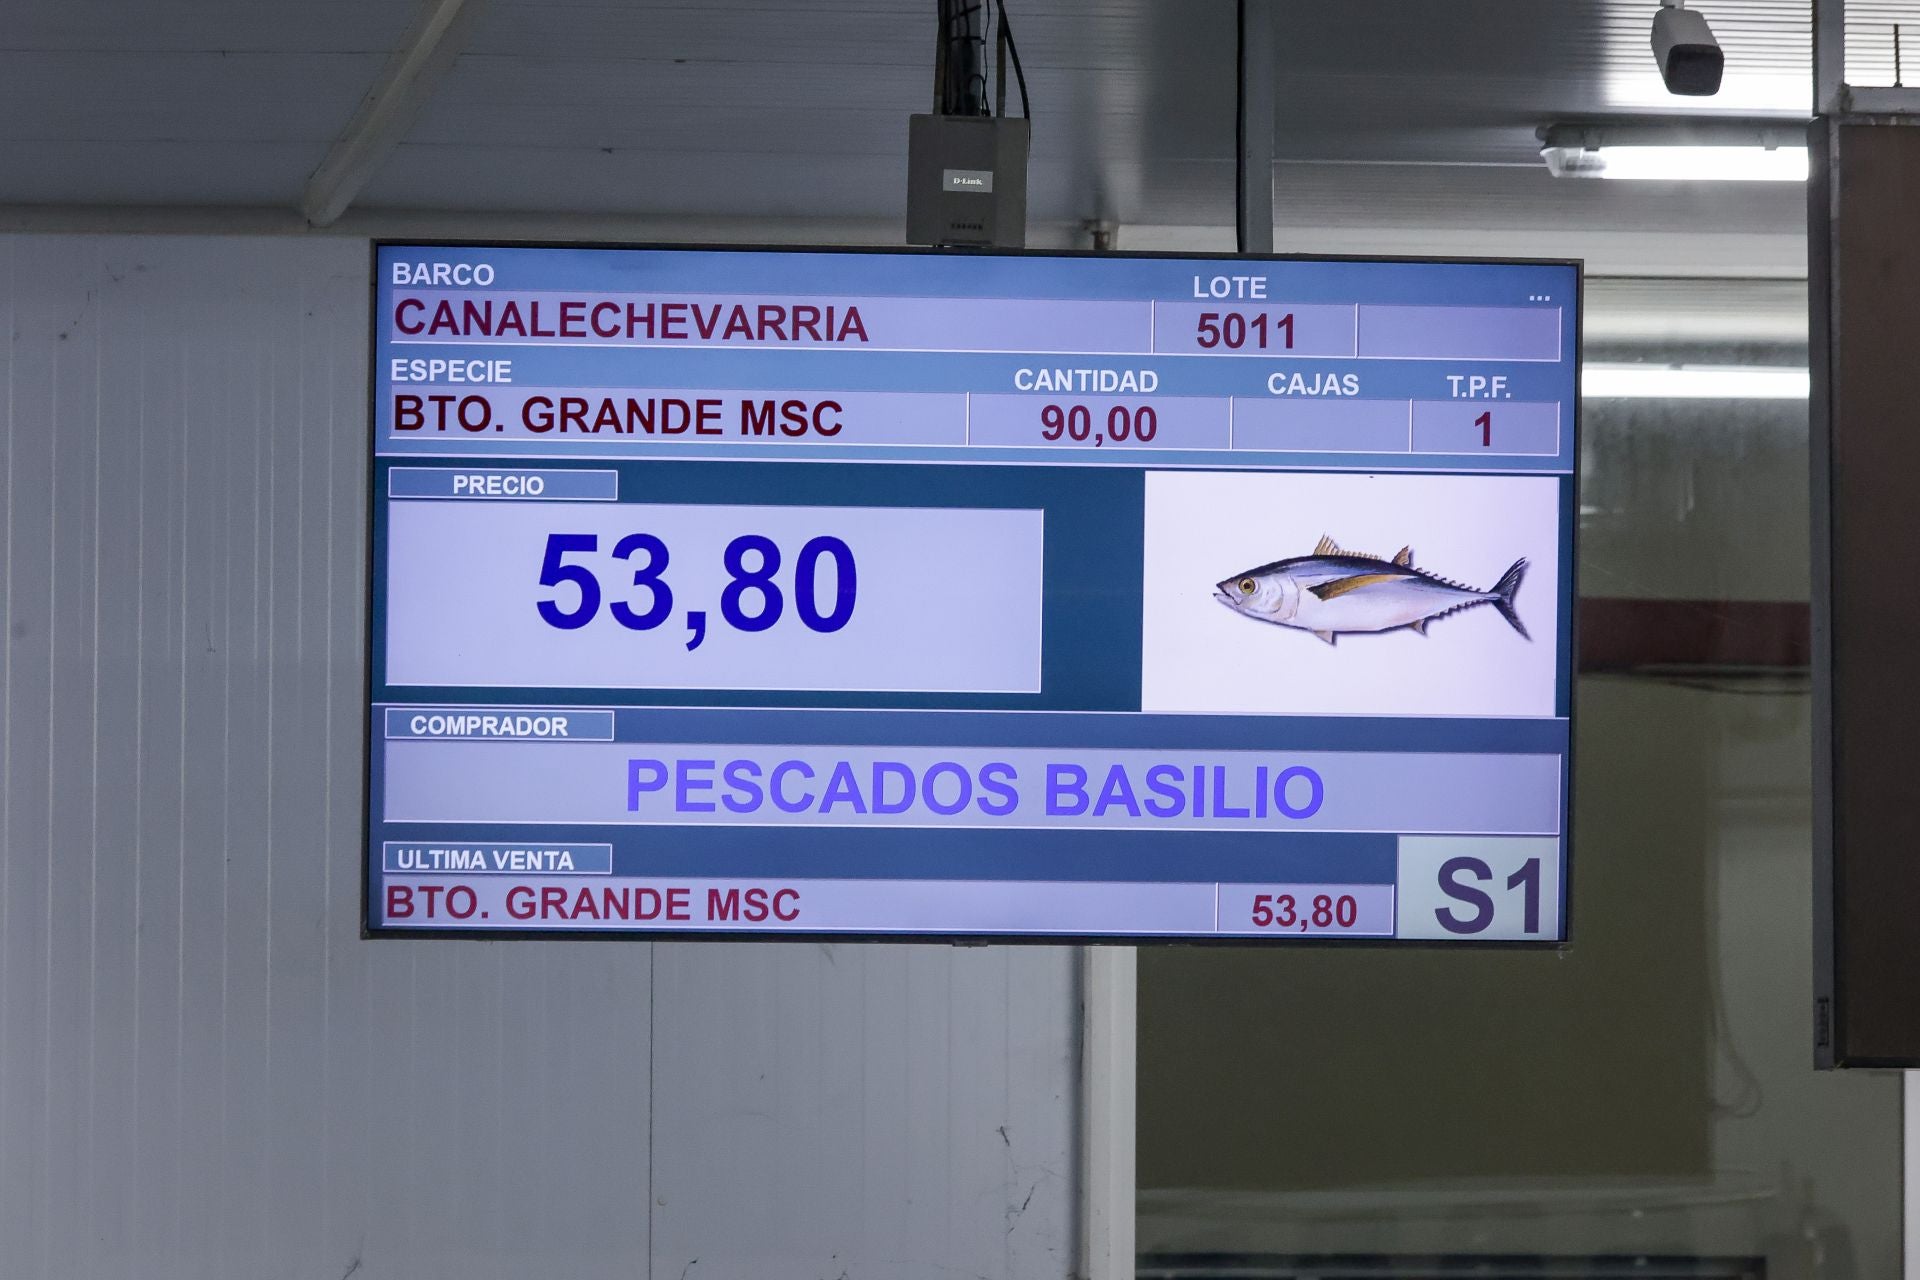 D-Link
BARCO LOTE ...
CANALECHEVARRIA 5011
ESPECIE CANTIDAD CAJAS T.P.F.
BTO. GRANDE MSC 90,00 1
PRECIO
53,80
COMPRADOR
PESCADOS BASILIO
ULTIMA VENTA
BTO. GRANDE MSC 53,80 S1